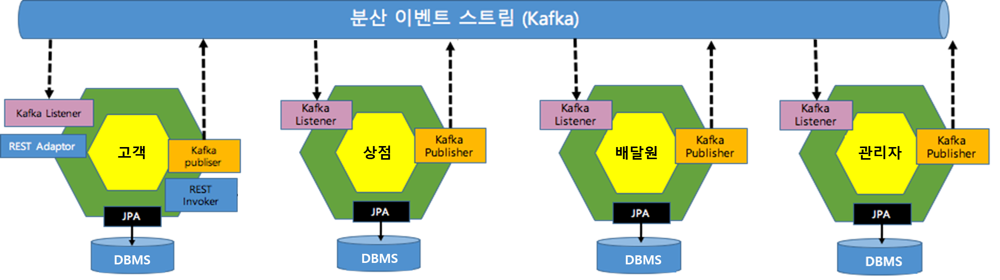 분산 이벤트 스트림 (Kafka)
Kafka Listener
REST Adaptor
고객
Kafka
publiser
REST
Invoker
JPA
DBMS
Kafka
Listener
상점
Kafka
Publisher
JPA
DBMS
Kafka
Listener
배달원
Kafka
Publisher
JPA
DBMS
Kafka
Listener
관리자
Kafka
Publisher
JPA
DBMS